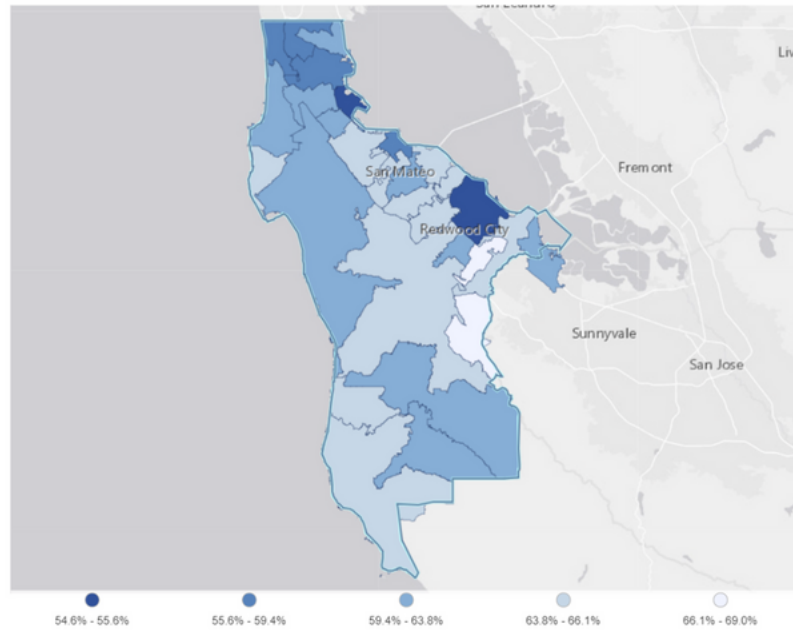 Fremont
San Mateo
Redwood City
Sunnyvale
San Jose
54.6% - 55.6%
55.6% - 59.4%
59.4% - 63.8%
63.8% - 66.1%
66.1% - 69.0%